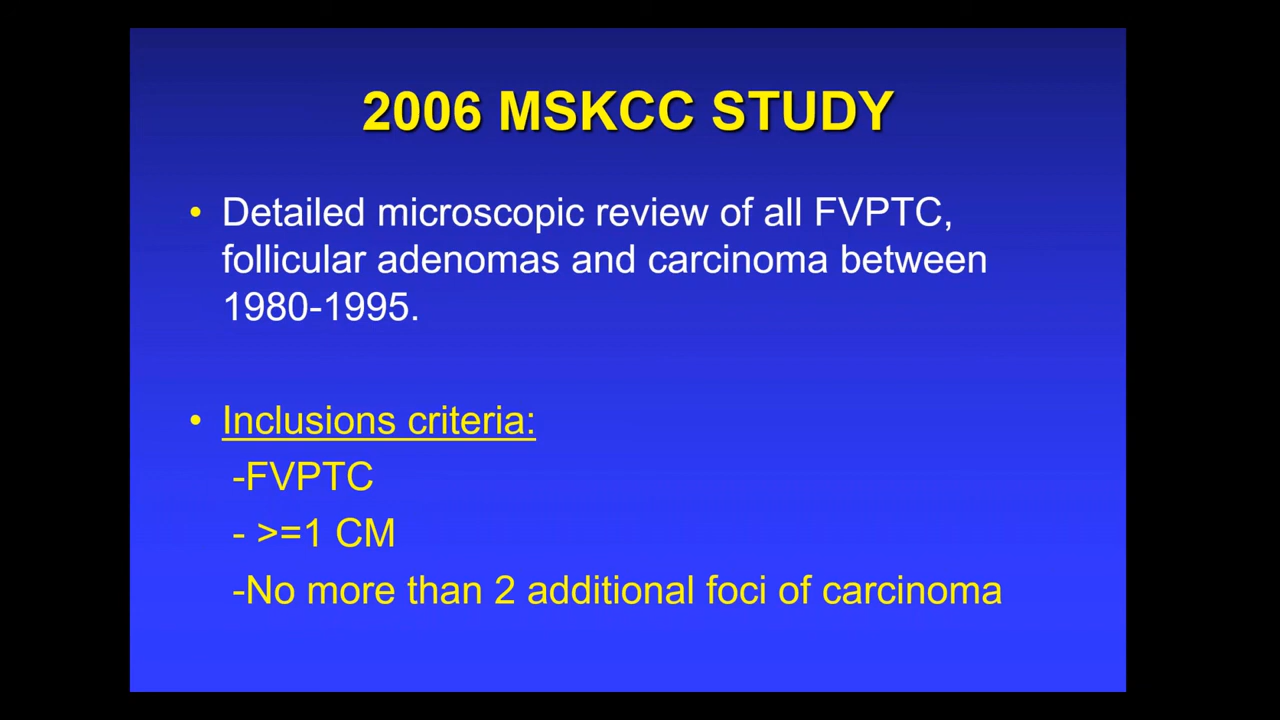 2006 MSKCC STUDY
• Detailed microscopic review of all FVPTC,
follicular adenomas and carcinoma between
1980-1995.
• Inclusions criteria:
-FVPTC
- >=1 CM
-No more than 2 additional foci of carcinoma